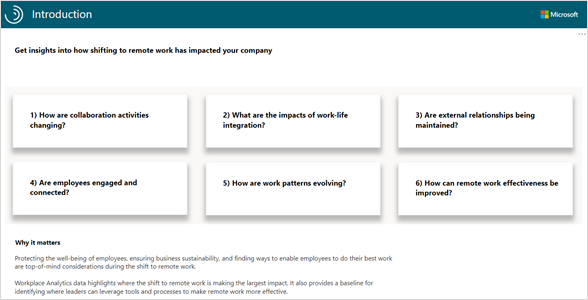 Introduction
Microsoft
Get insights into how shifting to remote work has impacted your company
1) How are collaboration activities
changing?
2) What are the impacts of work-life
integration?
3) Are external relationships being
maintained?
4) Are employees engaged and
connected?
5) How are work patterns evolving?
6) How can remote work effectiveness be
improved?
Why it matters
Protecting the well-being of employees, ensuring business sustainability, and finding ways to enable employees to do their best work
are top-of-mind considerations during the shift to remote work.
Workplace Analytics data highlights where the shift to remote work is making the largest impact. It also provides a baseline for
identifying where leaders can leverage tools and processes to make remote work more effective.